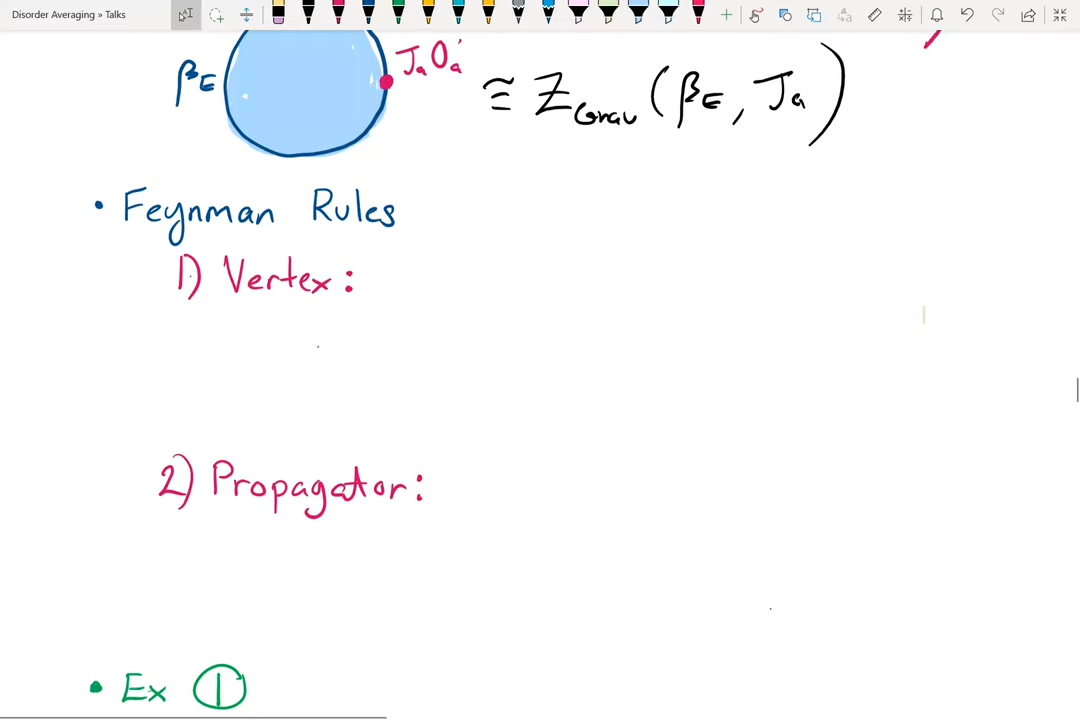 Disorder Averaging » Talks
β_E J_a O_a
≅ Z_Grav (β_E, J_a)
• Feynman Rules
1) Vertex:
2) Propagator:
• Ex ①